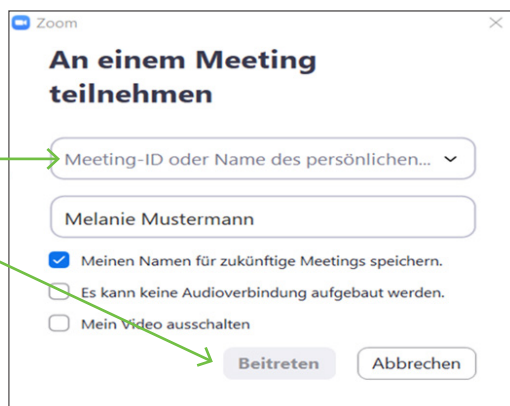 Zoom
An einem Meeting
teilnehmen
Meeting-ID oder Name des persönlichen...
Melanie Mustermann
Meinen Namen für zukünftige Meetings speichern.
Es kann keine Audioverbindung aufgebaut werden.
Mein Video ausschalten
Beitreten Abbrechen